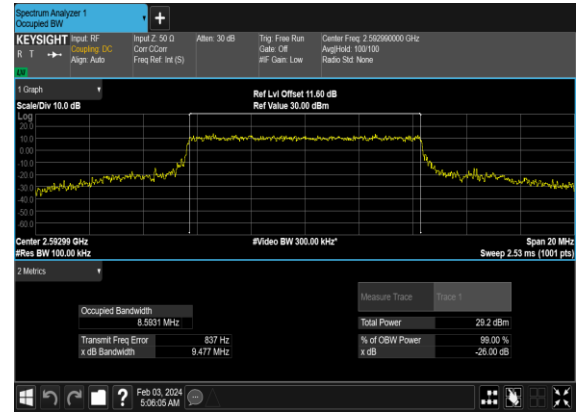 Spectrum Analyzer 1
Occupied BW
+
KEYSIGHT Input: RF Input Z: 50 Ω Atten: 30 dB Trig: Free Run Center Freq: 2.592990000 GHz
R T Coupling: DC Corr CCorr Gate: Off Avg|Hold: 100/100
Align: Auto Freq Ref: Int (S) #IF Gain: Low Radio Std: None
1 Graph
Ref Lvl Offset 11.60 dB
Scale/Div 10.0 dB Ref Value 30.00 dBm
Log
20.0
10.0
0.00
-10.0
-20.0
-30.0
-40.0
-50.0
-60.0
Center 2.59299 GHz #Video BW 300.00 kHz* Span 20 MHz
#Res BW 100.00 kHz Sweep 2.53 ms (1001 pts)
2 Metrics
Measure Trace Trace 1
Occupied Bandwidth
8.5931 MHz
Total Power 29.2 dBm
Transmit Freq Error 837 Hz % of OBW Power 99.00 %
x dB Bandwidth 9.477 MHz x dB -26.00 dB
?
Feb 03, 2024
5:06:05 AM